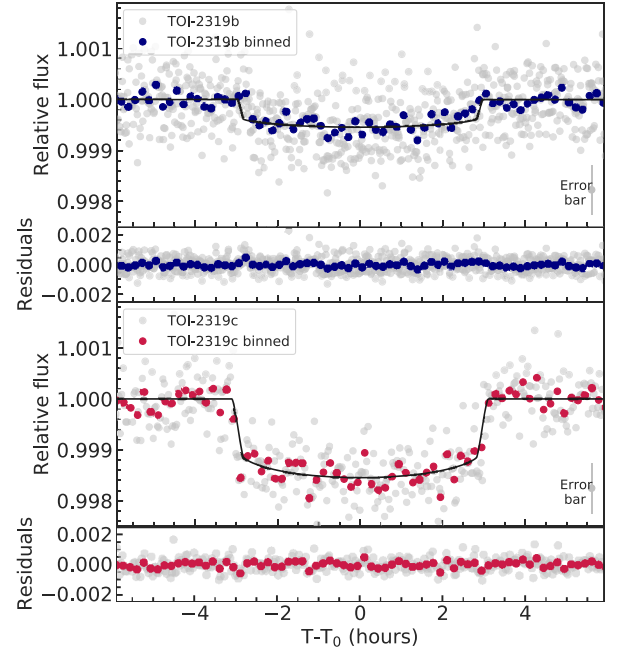 TOI-2319b
TOI-2319b binned
1.001
1.000
0.999
0.998
Relative flux
Error
bar
0.002
0.000
−0.002
Residuals
TOI-2319c
TOI-2319c binned
1.001
1.000
0.999
0.998
Relative flux
Error
bar
0.002
0.000
−0.002
Residuals
−4 −2 0 2 4
T-T0 (hours)